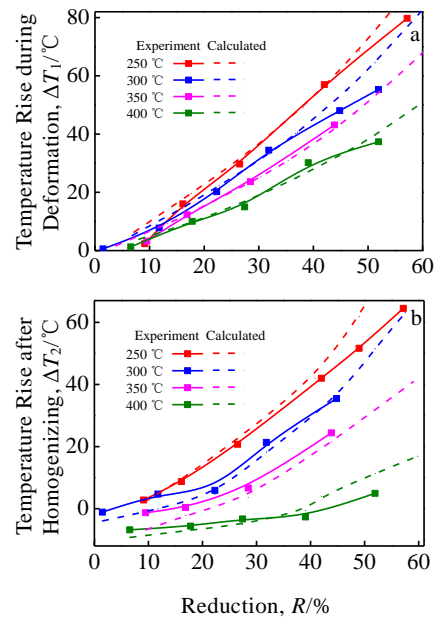 80
60
40
20
0
Temperature Rise during
Deformation, ΔT₁/℃
a
Experiment Calculated
250 ℃
300 ℃
350 ℃
400 ℃
0 10 20 30 40 50 60
60
40
20
0
Temperature Rise after
Homogenizing, ΔT₂/℃
b
Experiment Calculated
250 ℃
300 ℃
350 ℃
400 ℃
0 10 20 30 40 50 60
Reduction, R/%